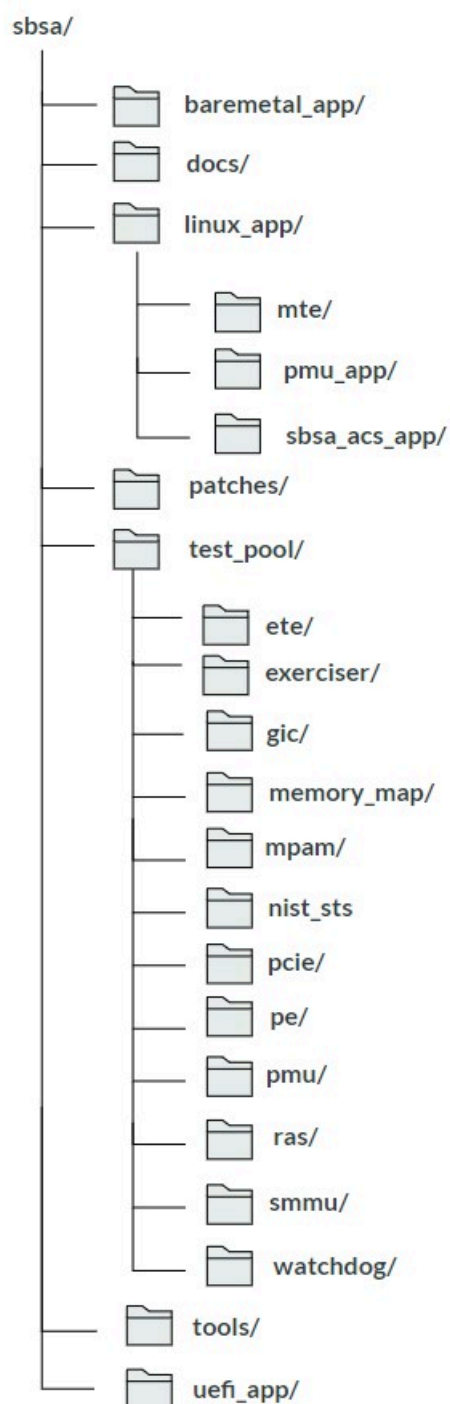 sbsa/
baremetal_app/
docs/
linux_app/
mte/
pmu_app/
sbsa_acs_app/
patches/
test_pool/
ete/
exerciser/
gic/
memory_map/
mpam/
nist_sts
pcie/
pe/
pmu/
ras/
smmu/
watchdog/
tools/
uefi_app/